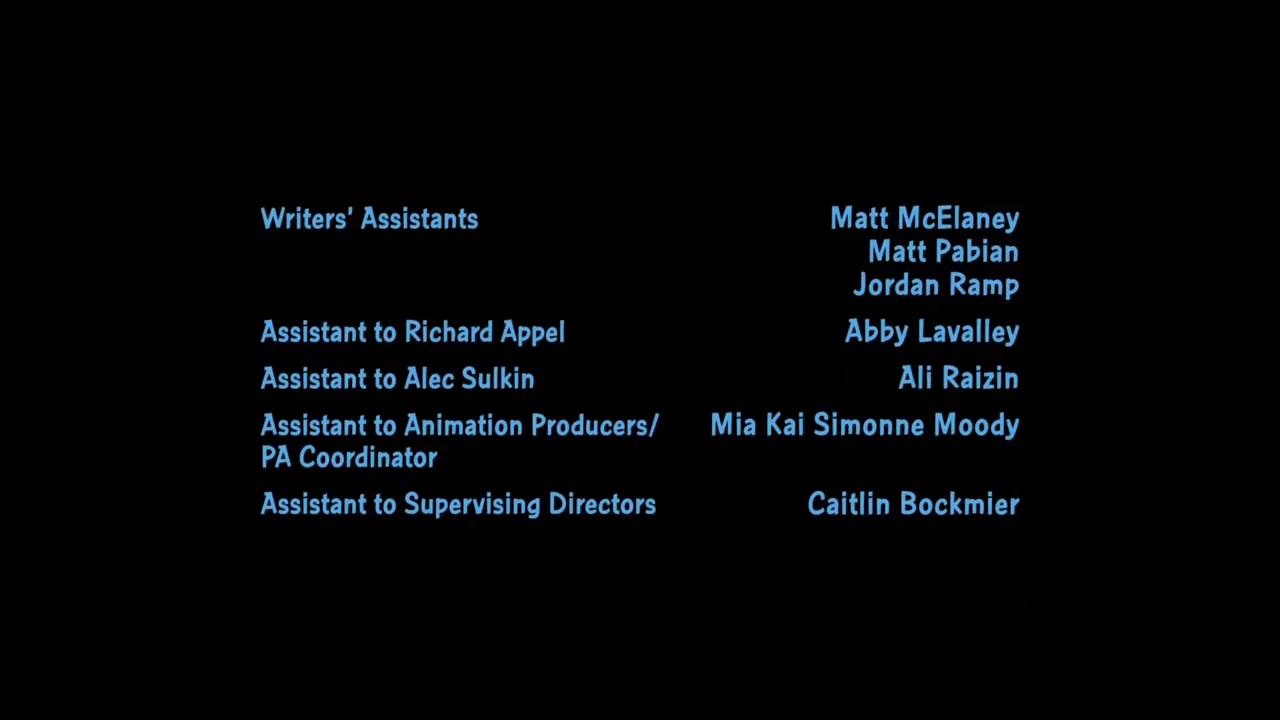 Writers' Assistants Matt McElaney
Matt Pabian
Jordan Ramp
Assistant to Richard Appel Abby Lavalley
Assistant to Alec Sulkin Ali Raizin
Assistant to Animation Producers/ Mia Kai Simonne Moody
PA Coordinator
Assistant to Supervising Directors Caitlin Bockmier